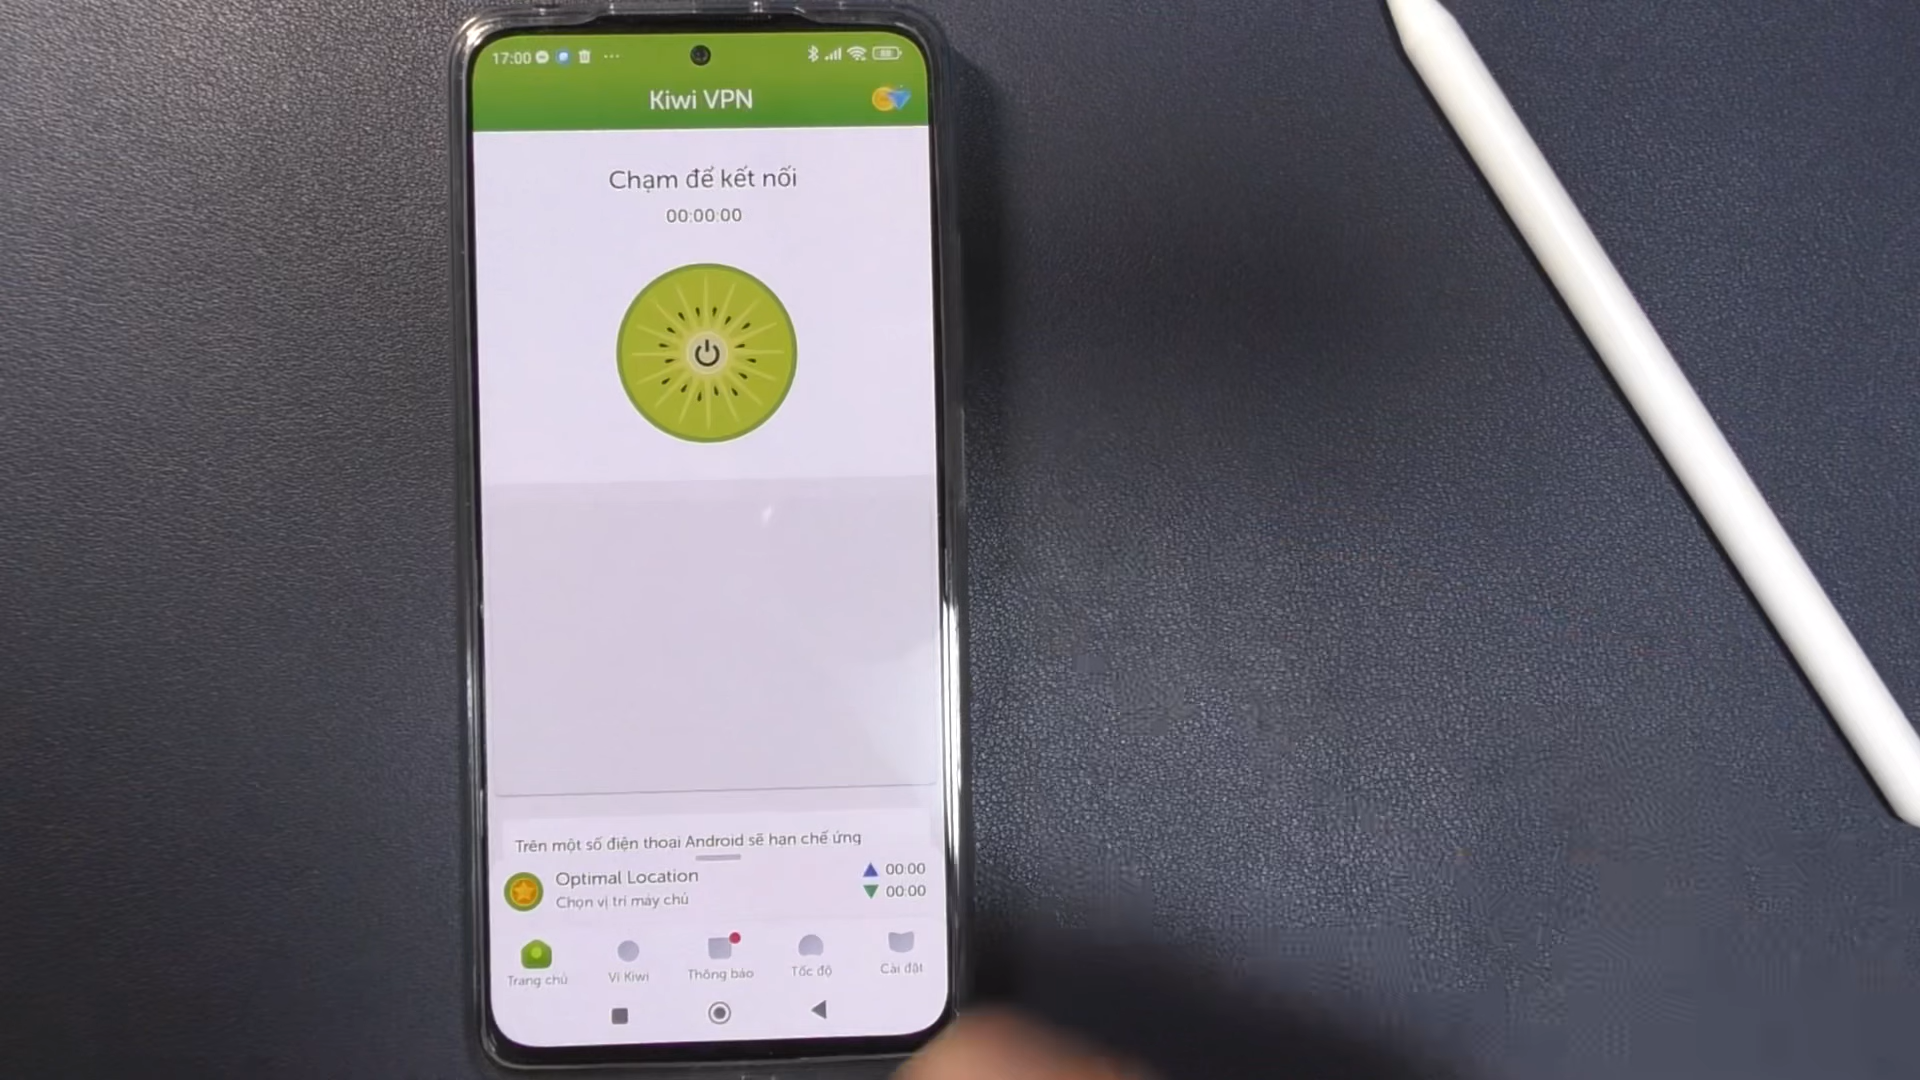 17:00
Kiwi VPN
Chạm để kết nối
00:00:00
Trên một số điện thoại Android sẽ hạn chế ứng
Optimal Location
Chọn vị trí máy chủ
00:00
00:00
Trang chủ
Ví Kiwi
Thông báo
Tốc độ
Cài đặt